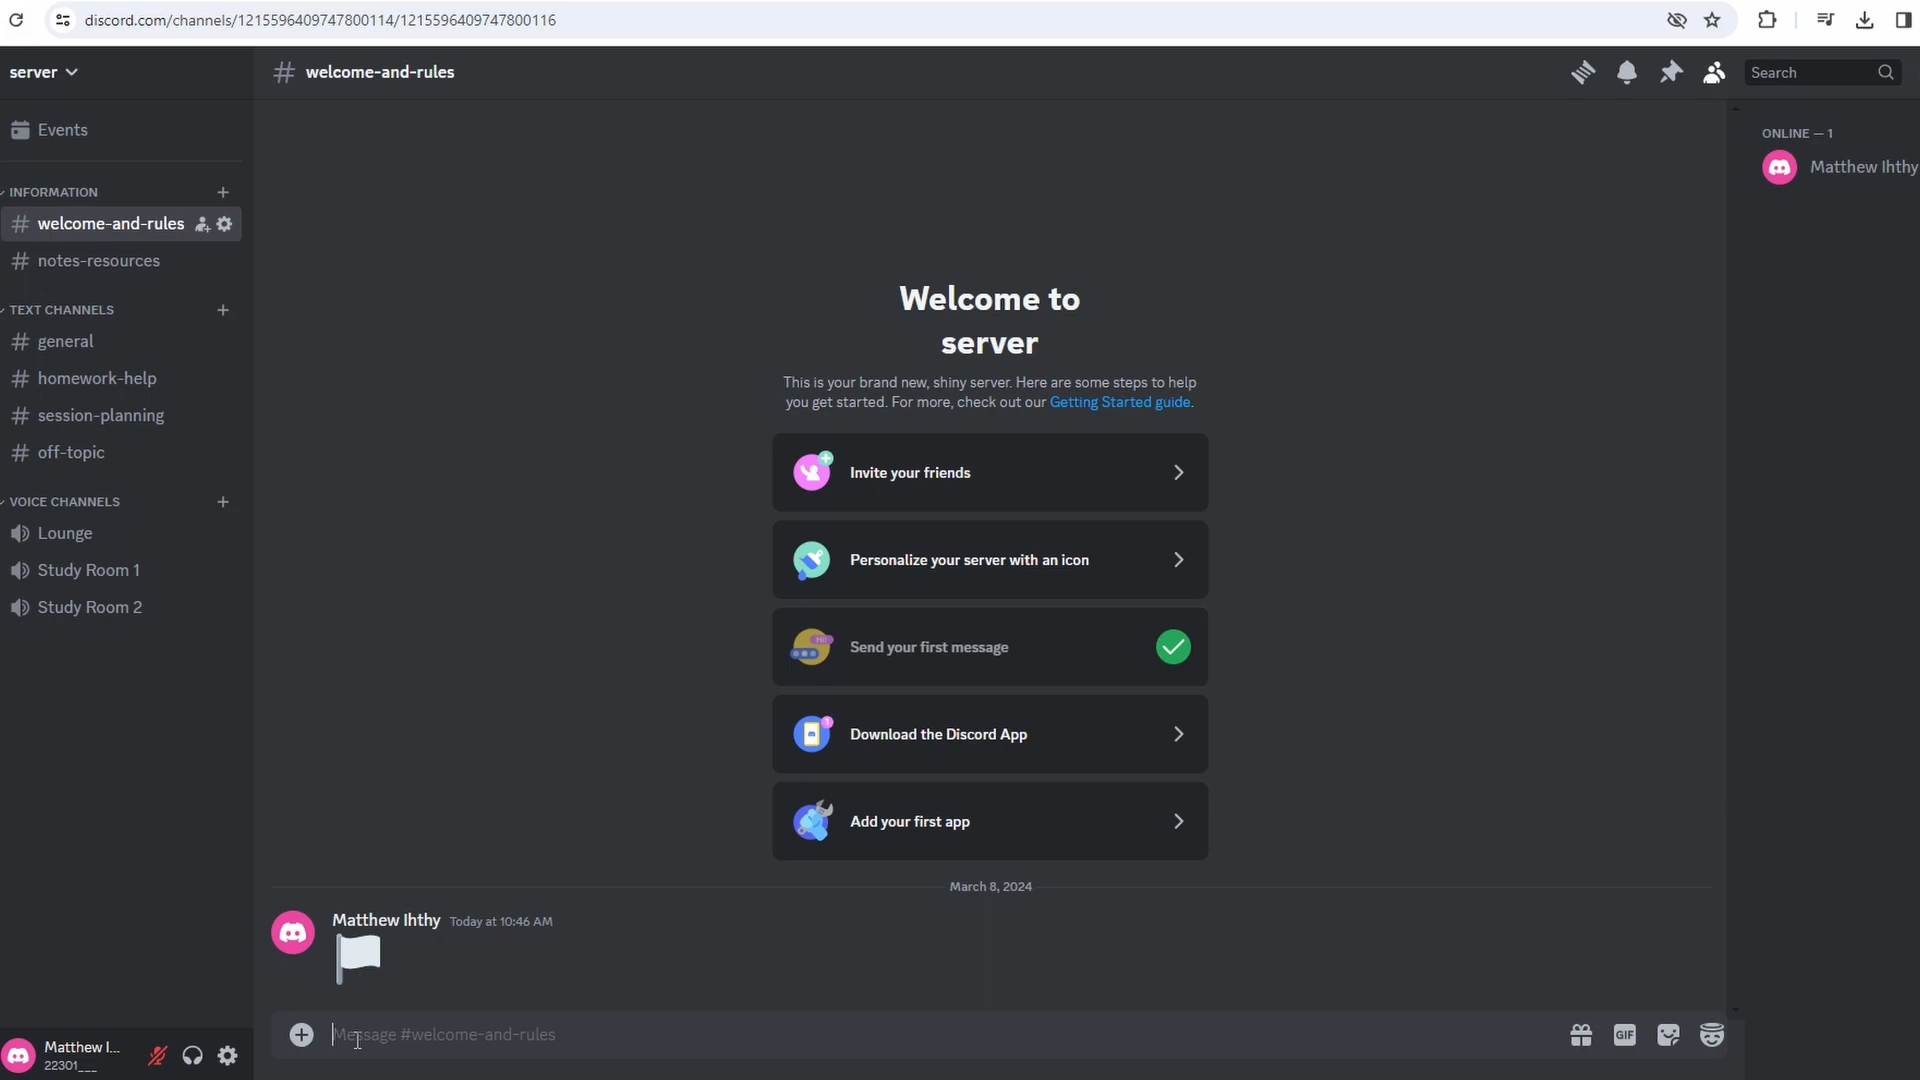 discord.com/channels/1215596409747800114/1215596409747800116
server
Events
INFORMATION
welcome-and-rules
notes-resources
TEXT CHANNELS
general
homework-help
session-planning
off-topic
VOICE CHANNELS
Lounge
Study Room 1
Study Room 2
Matthew I...
22301___
welcome-and-rules
Search
Welcome to
server
This is your brand new, shiny server. Here are some steps to help
you get started. For more, check out our Getting Started guide.
Invite your friends
Personalize your server with an icon
Send your first message
Download the Discord App
Add your first app
March 8, 2024
Matthew Ihthy Today at 10:46 AM
Message #welcome-and-rules
GIF
ONLINE — 1
Matthew Ihthy